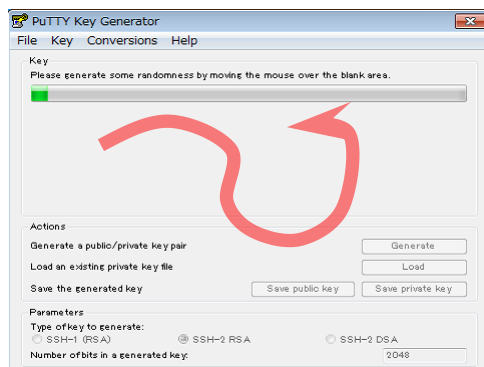 PuTTY Key Generator
File Key Conversions Help
Key
Please generate some randomness by moving the mouse over the blank area.
Actions
Generate a public/private key pair
Generate
Load an existing private key file
Load
Save the generated key
Save public key
Save private key
Parameters
Type of key to generate:
SSH-1 (RSA)
SSH-2 RSA
SSH-2 DSA
Number of bits in a generated key:
2048